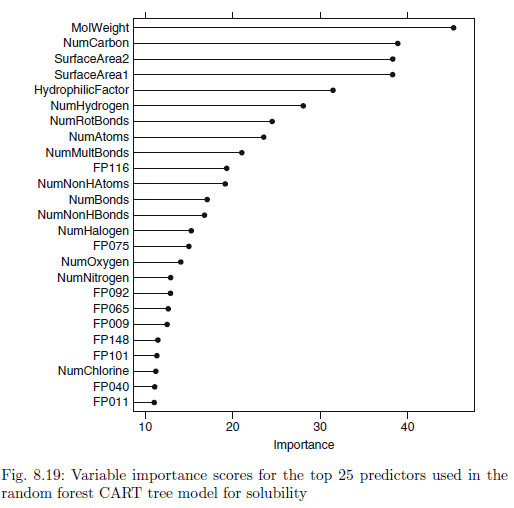 MolWeight
NumCarbon
SurfaceArea2
SurfaceArea1
HydrophilicFactor
NumHydrogen
NumRotBonds
NumAtoms
NumMultBonds
FP116
NumNonHAtoms
NumBonds
NumNonHBonds
NumHalogen
FP075
NumOxygen
NumNitrogen
FP092
FP065
FP009
FP148
FP101
NumChlorine
FP040
FP011
10 20 30 40
Importance
Fig. 8.19: Variable importance scores for the top 25 predictors used in the
random forest CART tree model for solubility